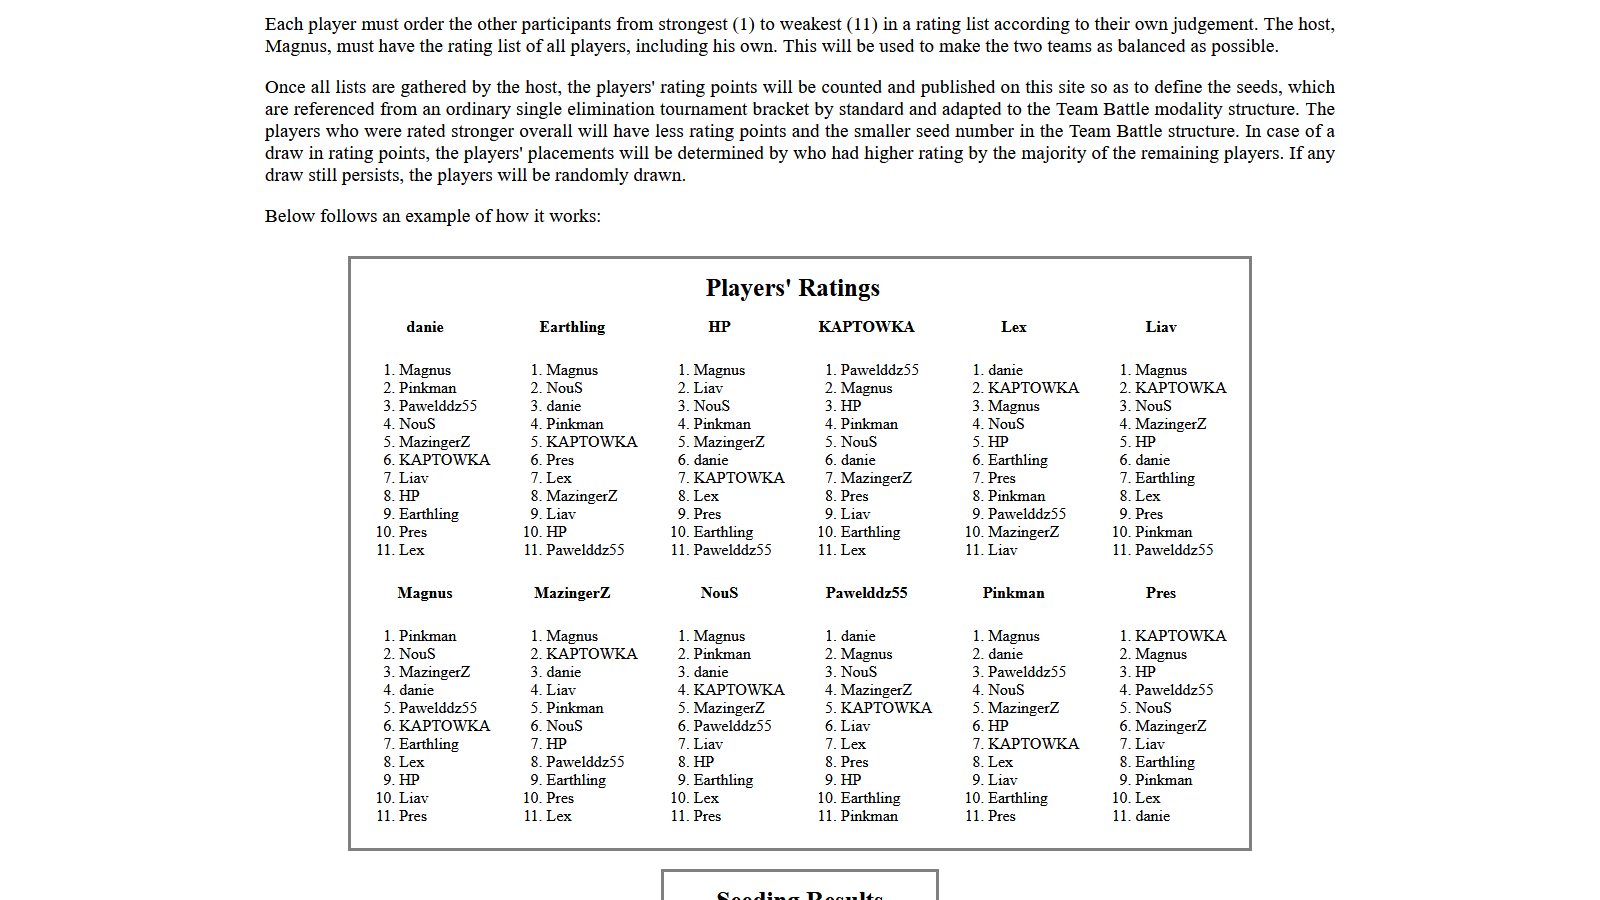 Each player must order the other participants from strongest (1) to weakest (11) in a rating list according to their own judgement. The host,
Magnus, must have the rating list of all players, including his own. This will be used to make the two teams as balanced as possible.
Once all lists are gathered by the host, the players' rating points will be counted and published on this site so as to define the seeds, which
are referenced from an ordinary single elimination tournament bracket by standard and adapted to the Team Battle modality structure. The
players who were rated stronger overall will have less rating points and the smaller seed number in the Team Battle structure. In case of a
draw in rating points, the players' placements will be determined by who had higher rating by the majority of the remaining players. If any
draw still persists, the players will be randomly drawn.
Below follows an example of how it works:
Players' Ratings
danie
1. Magnus
2. Pinkman
3. Pawelddz55
4. NouS
5. MazingerZ
6. KAPTOWKA
7. Liav
8. HP
9. Earthling
10. Pres
11. Lex
Earthling
1. Magnus
2. NouS
3. danie
4. Pinkman
5. KAPTOWKA
6. Pres
7. Lex
8. MazingerZ
9. Liav
10. HP
11. Pawelddz55
HP
1. Magnus
2. Liav
3. NouS
4. Pinkman
5. MazingerZ
6. danie
7. KAPTOWKA
8. Lex
9. Pres
10. Earthling
11. Pawelddz55
KAPTOWKA
1. Pawelddz55
2. Magnus
3. HP
4. Pinkman
5. NouS
6. danie
7. MazingerZ
8. Pres
9. Liav
10. Earthling
11. Lex
Lex
1. danie
2. KAPTOWKA
3. Magnus
4. NouS
5. HP
6. Earthling
7. Pres
8. Pinkman
9. Pawelddz55
10. MazingerZ
11. Liav
Liav
1. Magnus
2. KAPTOWKA
3. NouS
4. MazingerZ
5. HP
6. danie
7. Earthling
8. Lex
9. Pres
10. Pinkman
11. Pawelddz55
Magnus
1. Pinkman
2. NouS
3. MazingerZ
4. danie
5. Pawelddz55
6. KAPTOWKA
7. Earthling
8. Lex
9. HP
10. Liav
11. Pres
MazingerZ
1. Magnus
2. KAPTOWKA
3. danie
4. Liav
5. Pinkman
6. NouS
7. HP
8. Pawelddz55
9. Earthling
10. Pres
11. Lex
NouS
1. Magnus
2. Pinkman
3. danie
4. KAPTOWKA
5. MazingerZ
6. Pawelddz55
7. Liav
8. HP
9. Earthling
10. Lex
11. Pres
Pawelddz55
1. danie
2. Magnus
3. NouS
4. MazingerZ
5. KAPTOWKA
6. Liav
7. Lex
8. Pres
9. HP
10. Earthling
11. Pinkman
Pinkman
1. Magnus
2. danie
3. Pawelddz55
4. NouS
5. MazingerZ
6. HP
7. KAPTOWKA
8. Lex
9. Liav
10. Earthling
11. Pres
Pres
1. KAPTOWKA
2. Magnus
3. HP
4. Pawelddz55
5. NouS
6. MazingerZ
7. Liav
8. Earthling
9. Pinkman
10. Lex
11. danie
Seeding Results